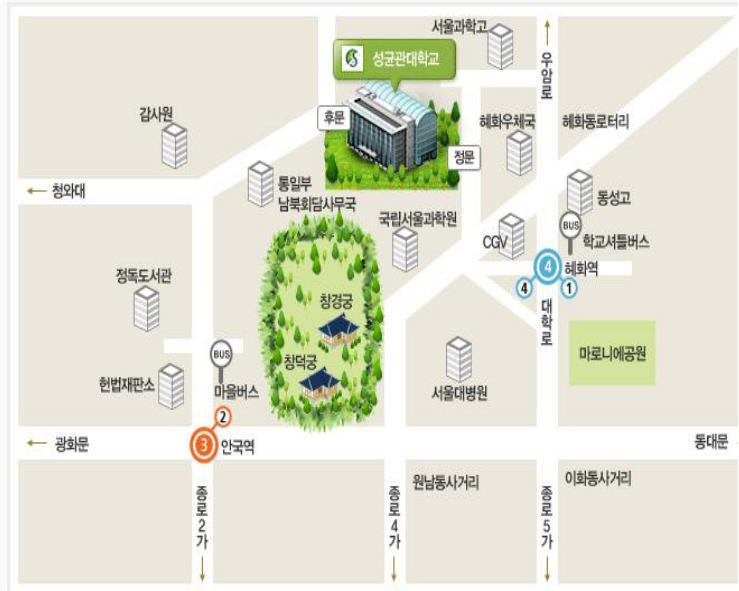 서울과학고
성균관대학교
우암로
감사원
후문
혜화우체국
혜화동로터리
정문
청와대
통일부
남북회담사무국
동성고
국립서울과학원
CGV
BUS
학교셔틀버스
4
혜화역
4
1
정독도서관
창경궁
대학로
마로니에공원
BUS
창덕궁
헌법재판소
마을버스
서울대병원
2
광화문
3
안국역
동대문
원남동사거리
이화동사거리
종로2가
종로4가
종로5가